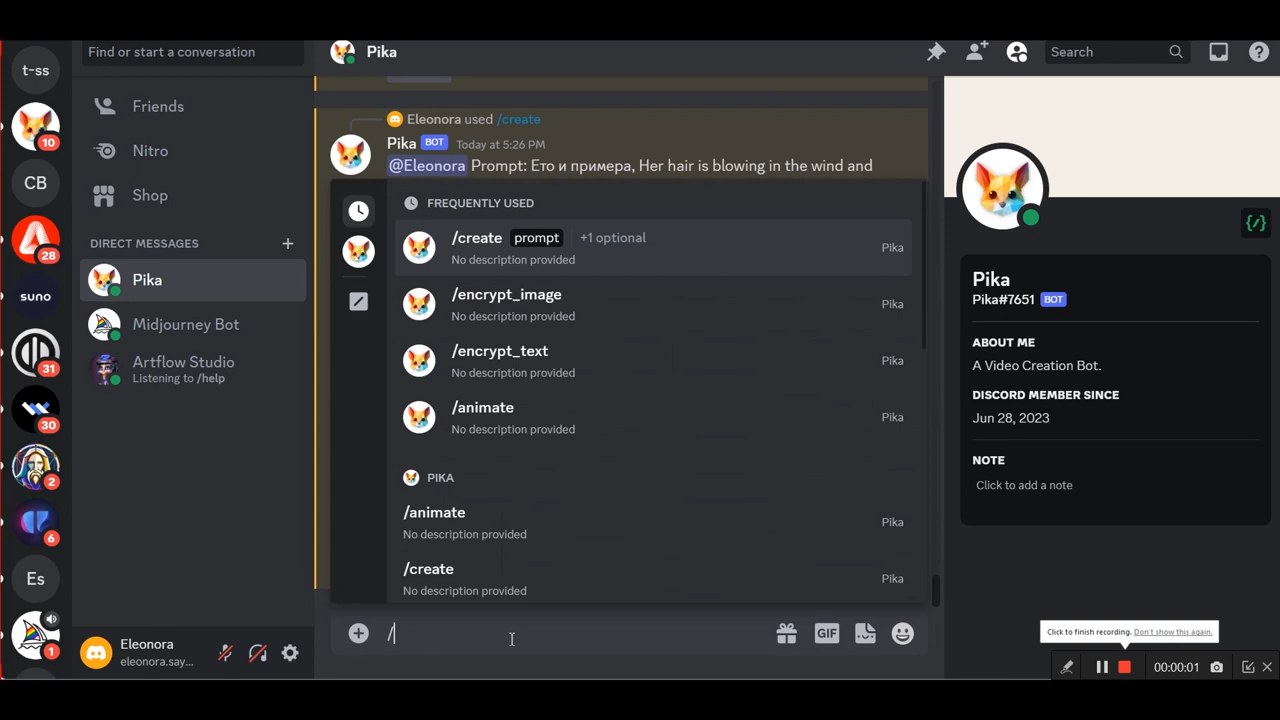 t-ss
10
CB
28
suno
31
30
2
6
Es
1
Find or start a conversation
Friends
Nitro
Shop
DIRECT MESSAGES
Pika
Midjourney Bot
Artflow Studio
Listening to /help
Eleonora
eleonora.say...
Pika
Search
Eleonora used /create
Pika BOT Today at 5:26 PM
@Eleonora Prompt: Ето и примера, Her hair is blowing in the wind and
FREQUENTLY USED
/create prompt +1 optional
No description provided
Pika
/encrypt_image
No description provided
Pika
/encrypt_text
No description provided
Pika
/animate
No description provided
Pika
PIKA
/animate
No description provided
Pika
/create
No description provided
Pika
/
GIF
Pika
Pika#7651 BOT
ABOUT ME
A Video Creation Bot.
DISCORD MEMBER SINCE
Jun 28, 2023
NOTE
Click to add a note
Click to finish recording. Don't show this again.
00:00:01